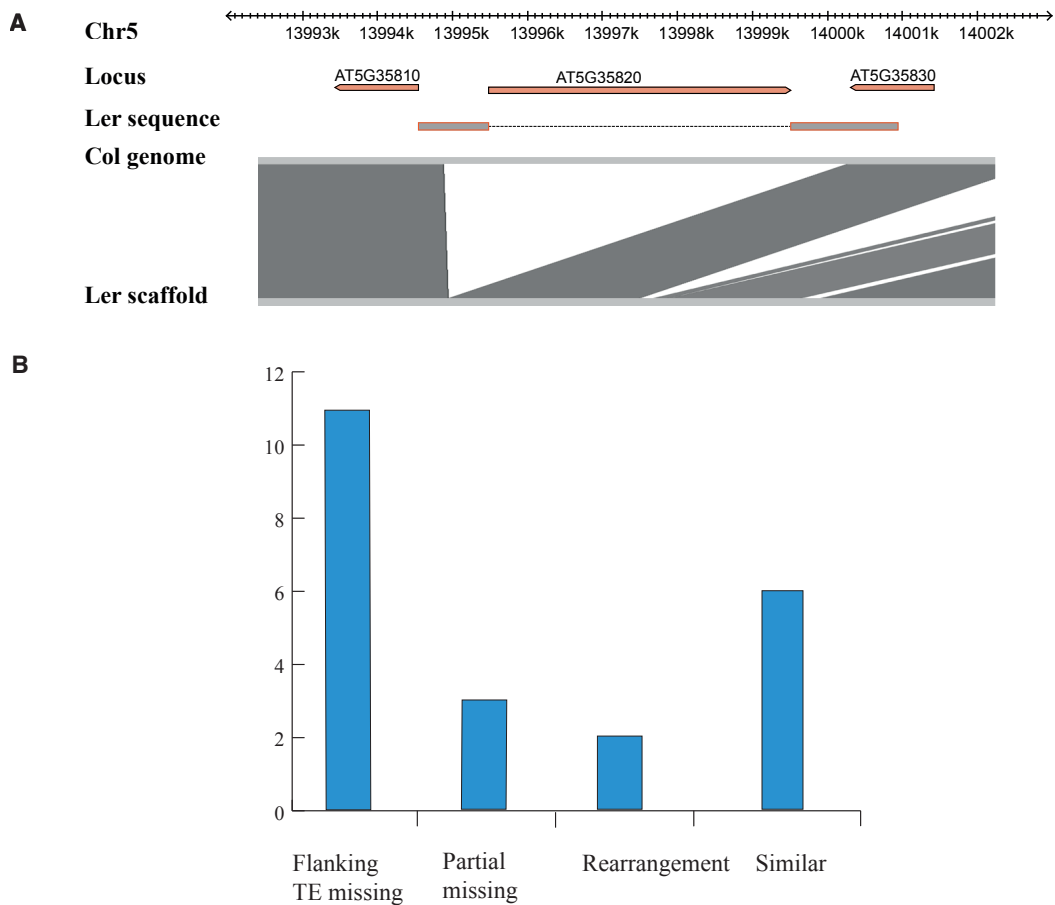 A
Chr5
13993k 13994k 13995k 13996k 13997k 13998k 13999k 14000k 14001k 14002k
Locus
AT5G35810 AT5G35820 AT5G35830
Ler sequence
Col genome
Ler scaffold
B
12
10
8
6
4
2
0
Flanking
TE missing
Partial
missing
Rearrangement
Similar